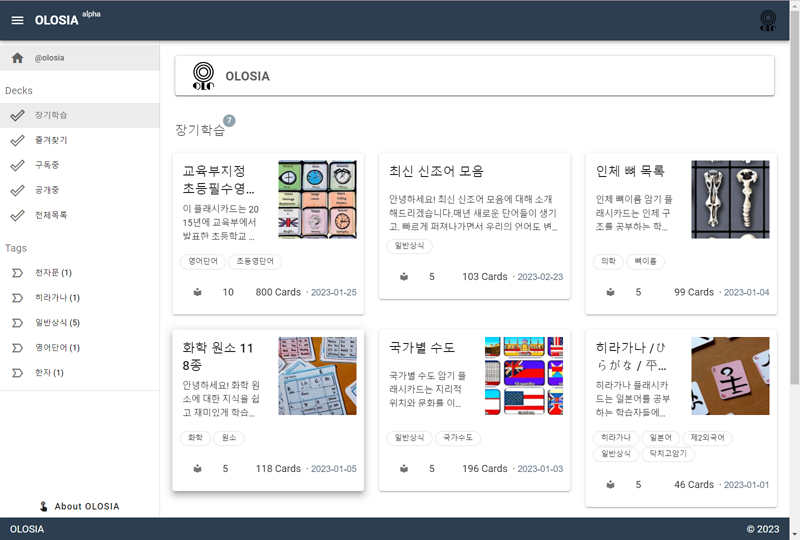 OLOSIA alpha
@olosia
Decks
장기학습
즐겨찾기
구독중
공개중
전체목록
Tags
천자문 (1)
히라가나 (1)
일반상식 (5)
영어단어 (1)
한자 (1)
About OLOSIA
OLO
OLOSIA
장기학습 7
교육부지정
초등필수영...
이 플래시카드는 20
15년에 교육부에서
발표한 초등학교 ...
영어단어 초등영단어
10 800 Cards · 2023-01-25
최신 신조어 모음
안녕하세요! 최신 신조어 모음에 대해 소개
해드리겠습니다.매년 새로운 단어들이 생기
고, 빠르게 퍼져나가면서 우리의 언어도 변...
일반상식
5 103 Cards · 2023-02-23
인체 뼈 목록
인체 뼈이름 암기 플
래시카드는 인체 구
조를 공부하는 학...
의학 뼈이름
5 99 Cards · 2023-01-04
화학 원소 11
8종
안녕하세요! 화학 원
소에 대한 지식을 쉽
고 재미있게 학습...
화학 원소
5 118 Cards · 2023-01-05
국가별 수도
국가별 수도 암기 플
래시카드는 지리적
위치와 문화를 이...
일반상식 국가수도
5 196 Cards · 2023-01-03
히라가나 / ひ
らがな / 平...
히라가나 플래시카
드는 일본어를 공부
하는 학습자들에...
히라가나 일본어 제2외국어
일반상식 닥치고암기
5 46 Cards · 2023-01-01
OLOSIA © 2023